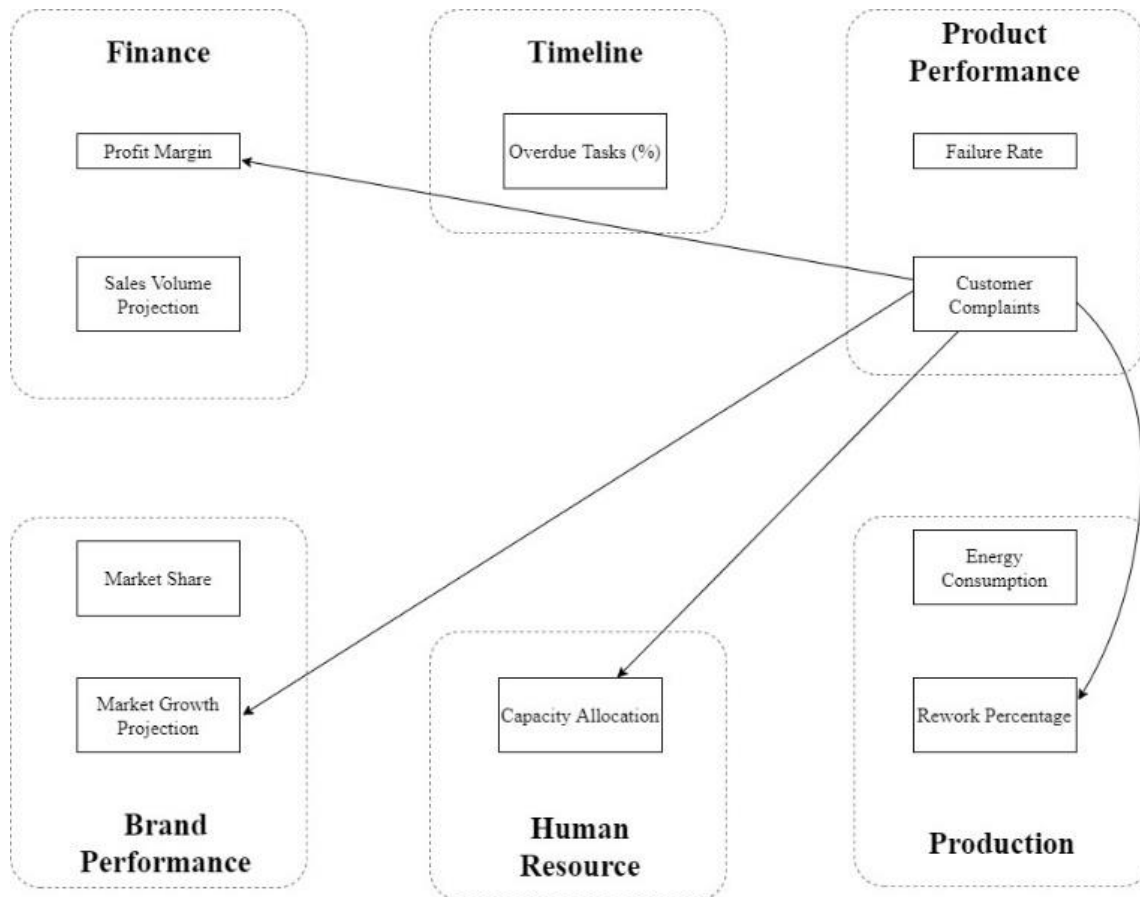 Finance
Profit Margin
Sales Volume
Projection
Timeline
Overdue Tasks (%)
Product
Performance
Failure Rate
Customer
Complaints
Market Share
Market Growth
Projection
Brand
Performance
Capacity Allocation
Human
Resource
Energy
Consumption
Rework Percentage
Production